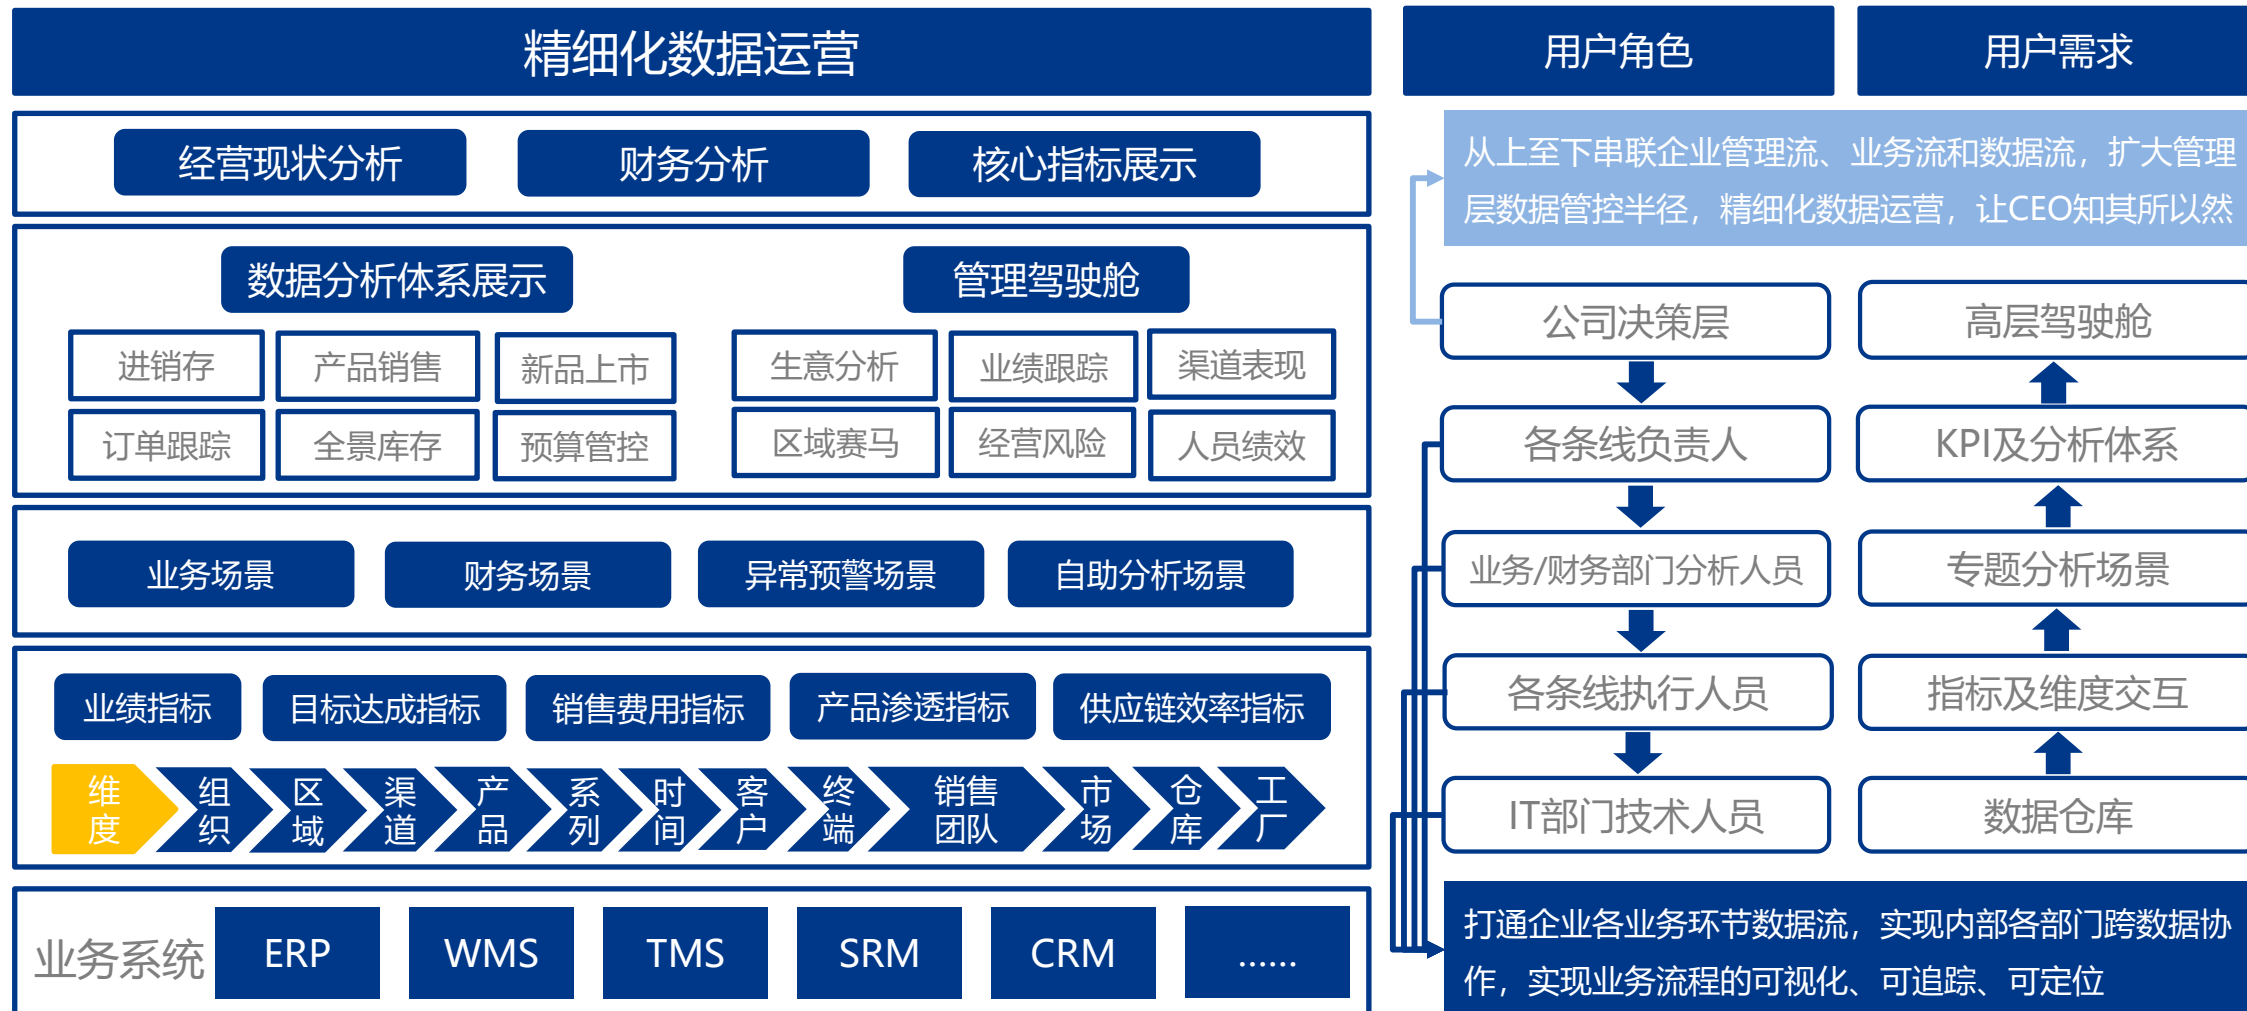 精细化数据运营
经营现状分析
财务分析
核心指标展示
数据分析体系展示
管理驾驶舱
进销存
产品销售
新品上市
生意分析
业绩跟踪
渠道表现
订单跟踪
全景库存
预算管控
区域赛马
经营风险
人员绩效
业务场景
财务场景
异常预警场景
自助分析场景
业绩指标
目标达成指标
销售费用指标
产品渗透指标
供应链效率指标
维
度
组
织
区
域
渠
道
产
品
系
列
时
间
客
户
终
端
销售
团队
市
场
仓
库
工
厂
业务系统
ERP
WMS
TMS
SRM
CRM
......
用户角色
用户需求
从上至下串联企业管理流、业务流和数据流，扩大管理
层数据管控半径，精细化数据运营，让CEO知其所以然
公司决策层
高层驾驶舱
各条线负责人
KPI及分析体系
业务/财务部门分析人员
专题分析场景
各条线执行人员
指标及维度交互
IT部门技术人员
数据仓库
打通企业各业务环节数据流，实现内部各部门跨数据协
作，实现业务流程的可视化、可追踪、可定位